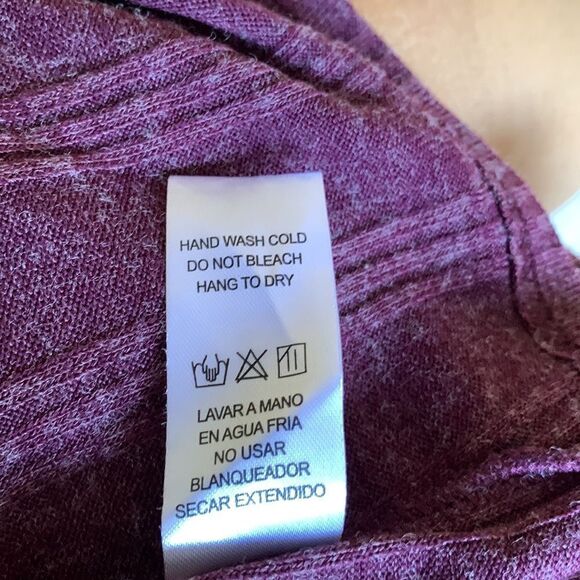 HAND WASH COLD
DO NOT BLEACH
HANG TO DRY
LAVAR A MANO
EN AGUA FRIA
NO USAR
BLANQUEADOR
SECAR EXTENDIDO